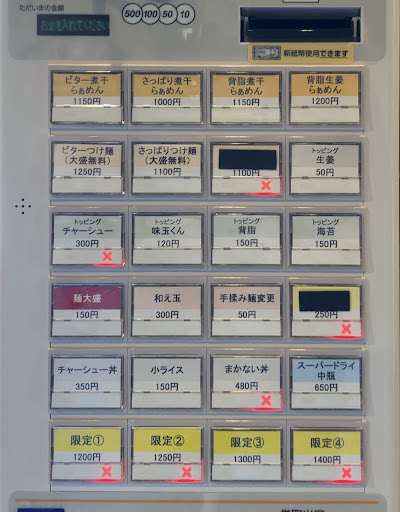 ただいまの金額
お金を入れてください
500 100 50 10
新紙幣使用できます
ビター煮干
らぁめん
1150円
さっぱり煮干
らぁめん
1000円
背脂煮干
らぁめん
1150円
背脂生姜
らぁめん
1200円
ビターつけ麺
(大盛無料)
1250円
さっぱりつけ麺
(大盛無料)
1100円
1100円
トッピング
生姜
50円
トッピング
チャーシュー
300円
トッピング
味玉くん
120円
トッピング
背脂
150円
トッピング
海苔
150円
麺大盛
150円
和え玉
300円
手揉み麺変更
50円
250円
チャーシュー丼
350円
小ライス
150円
まかない丼
480円
スーパードライ
中瓶
650円
限定①
1200円
限定②
1250円
限定③
1300円
限定④
1400円